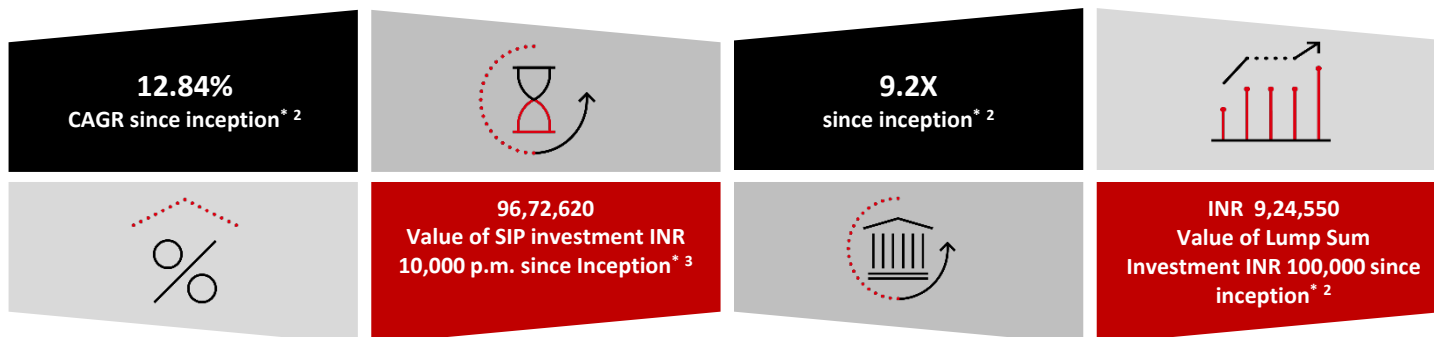 12.84%
CAGR since inception* 2
9.2X
since inception* 2
96,72,620
Value of SIP investment INR
10,000 p.m. since Inception* 3
INR 9,24,550
Value of Lump Sum
Investment INR 100,000 since
inception* 2